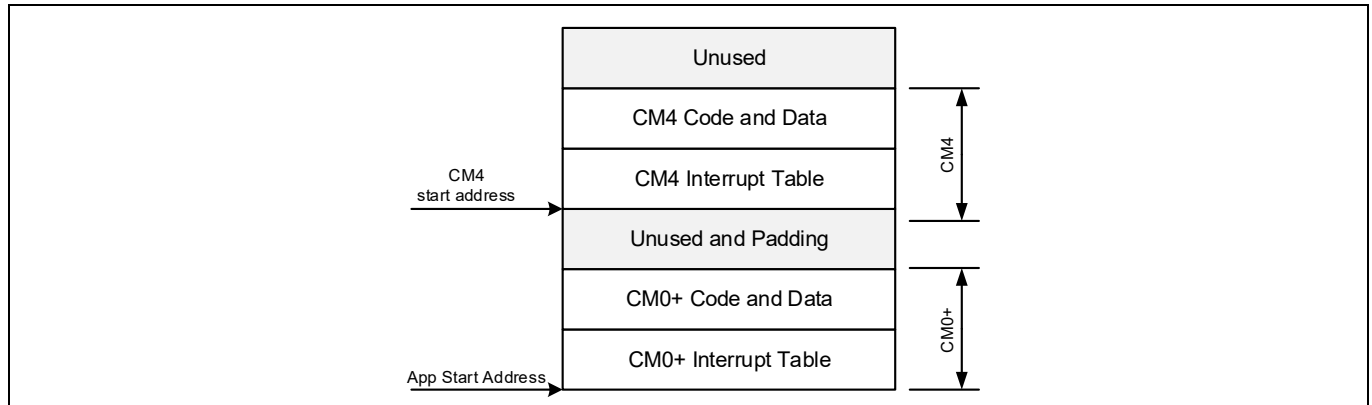 Unused
CM4 Code and Data
CM4
CM4
start address
CM4 Interrupt Table
Unused and Padding
CM0+ Code and Data
CM0+
App Start Address
CM0+ Interrupt Table